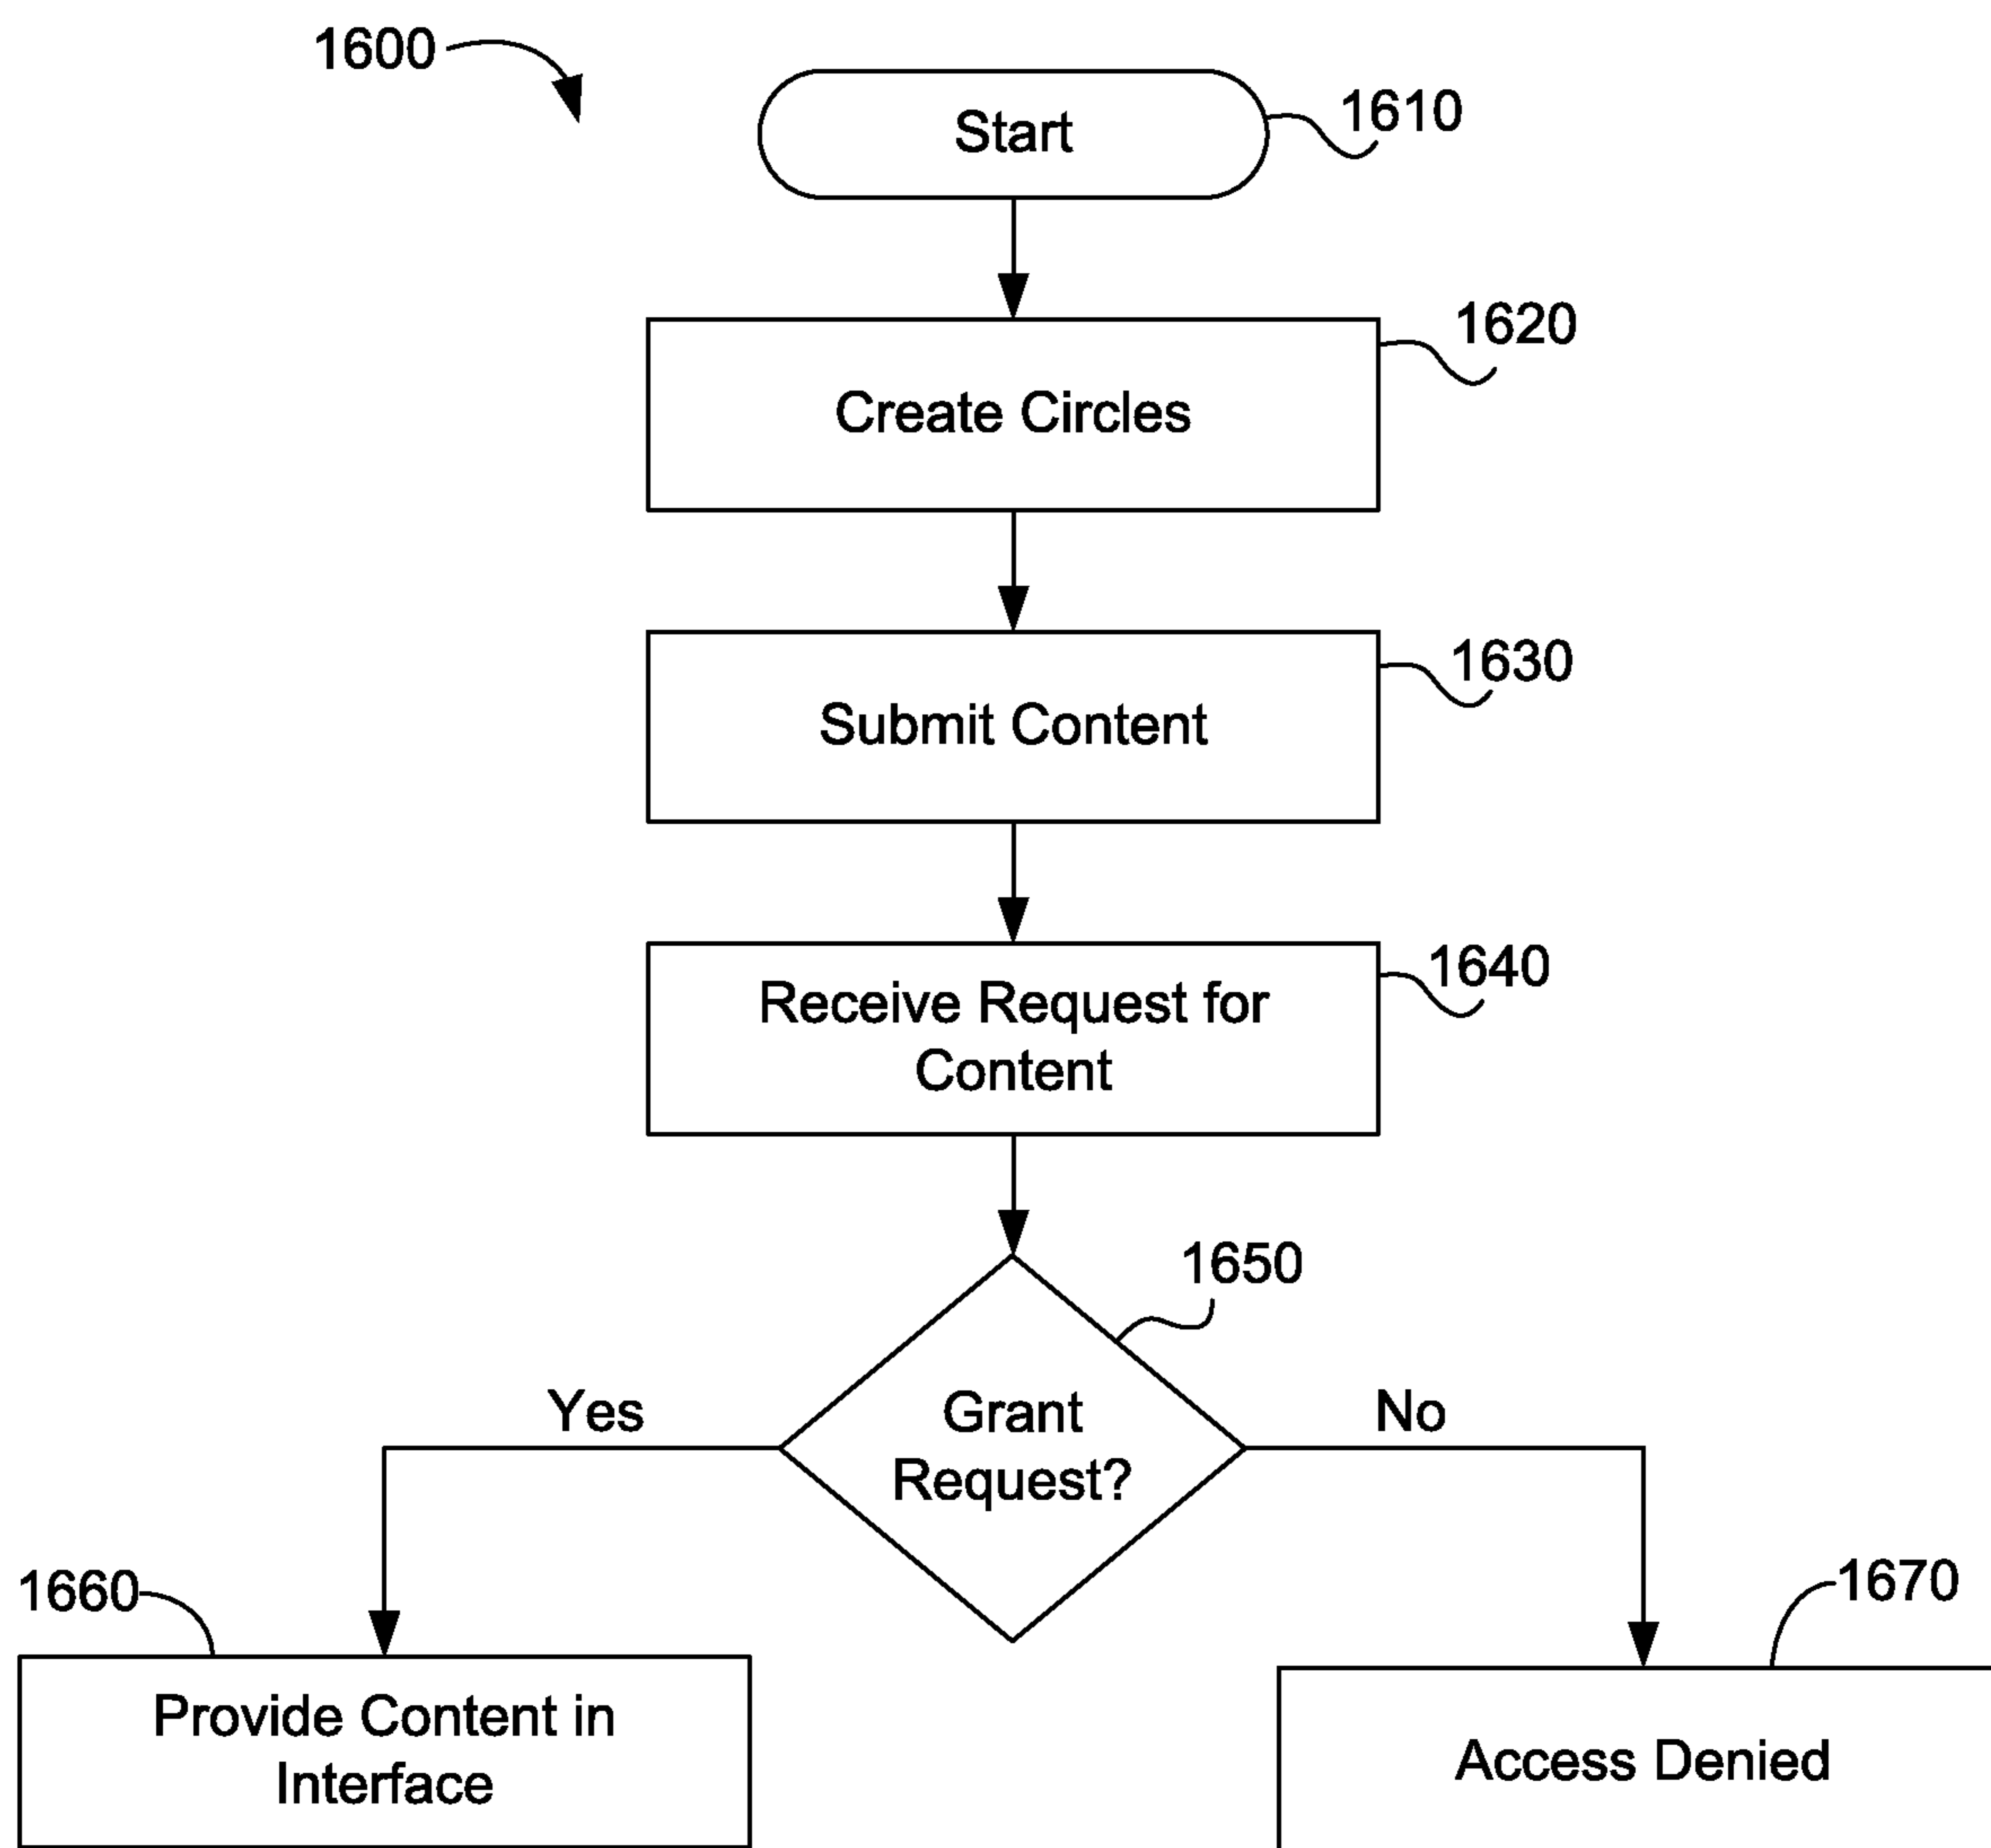 1600
Start
1610
1620
Create Circles
1630
Submit Content
1640
Receive Request for
Content
1650
Grant
Request?
Yes
No
1660
1670
Provide Content in
Interface
Access Denied